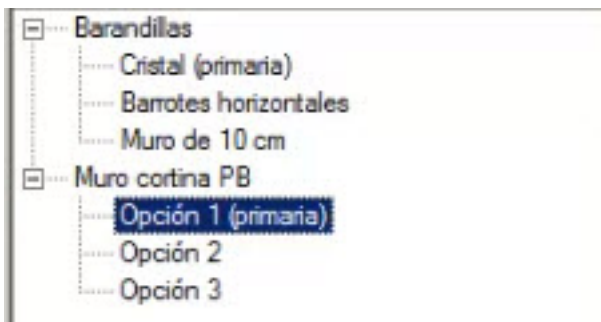 Barandillas
Cristal (primaria)
Barrotes horizontales
Muro de 10 cm
Muro cortina PB
Opción 1 (primaria)
Opción 2
Opción 3